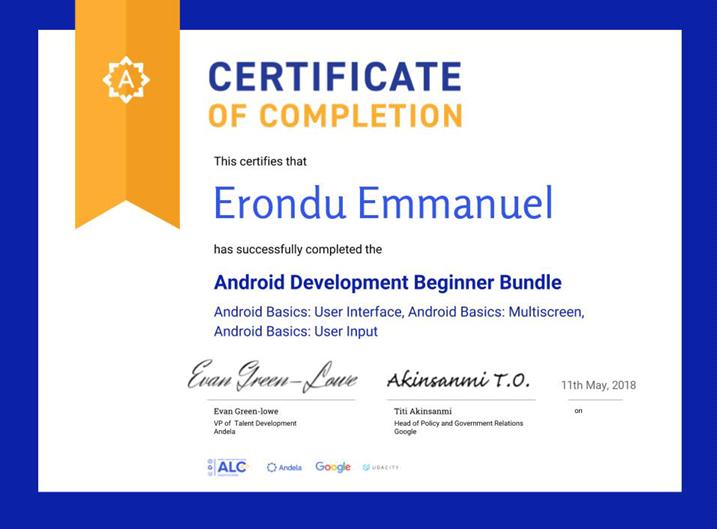 A
CERTIFICATE
OF COMPLETION
This certifies that
Erondu Emmanuel
has successfully completed the
Android Development Beginner Bundle
Android Basics: User Interface, Android Basics: Multiscreen,
Android Basics: User Input
Evan Green-Lowe
Akinsanmi T.O.
11th May, 2018
Evan Green-lowe
Titi Akinsanmi
on
VP of Talent Development
Head of Policy and Government Relations
Andela
Google
ALC
Andela
Google
UDACITY